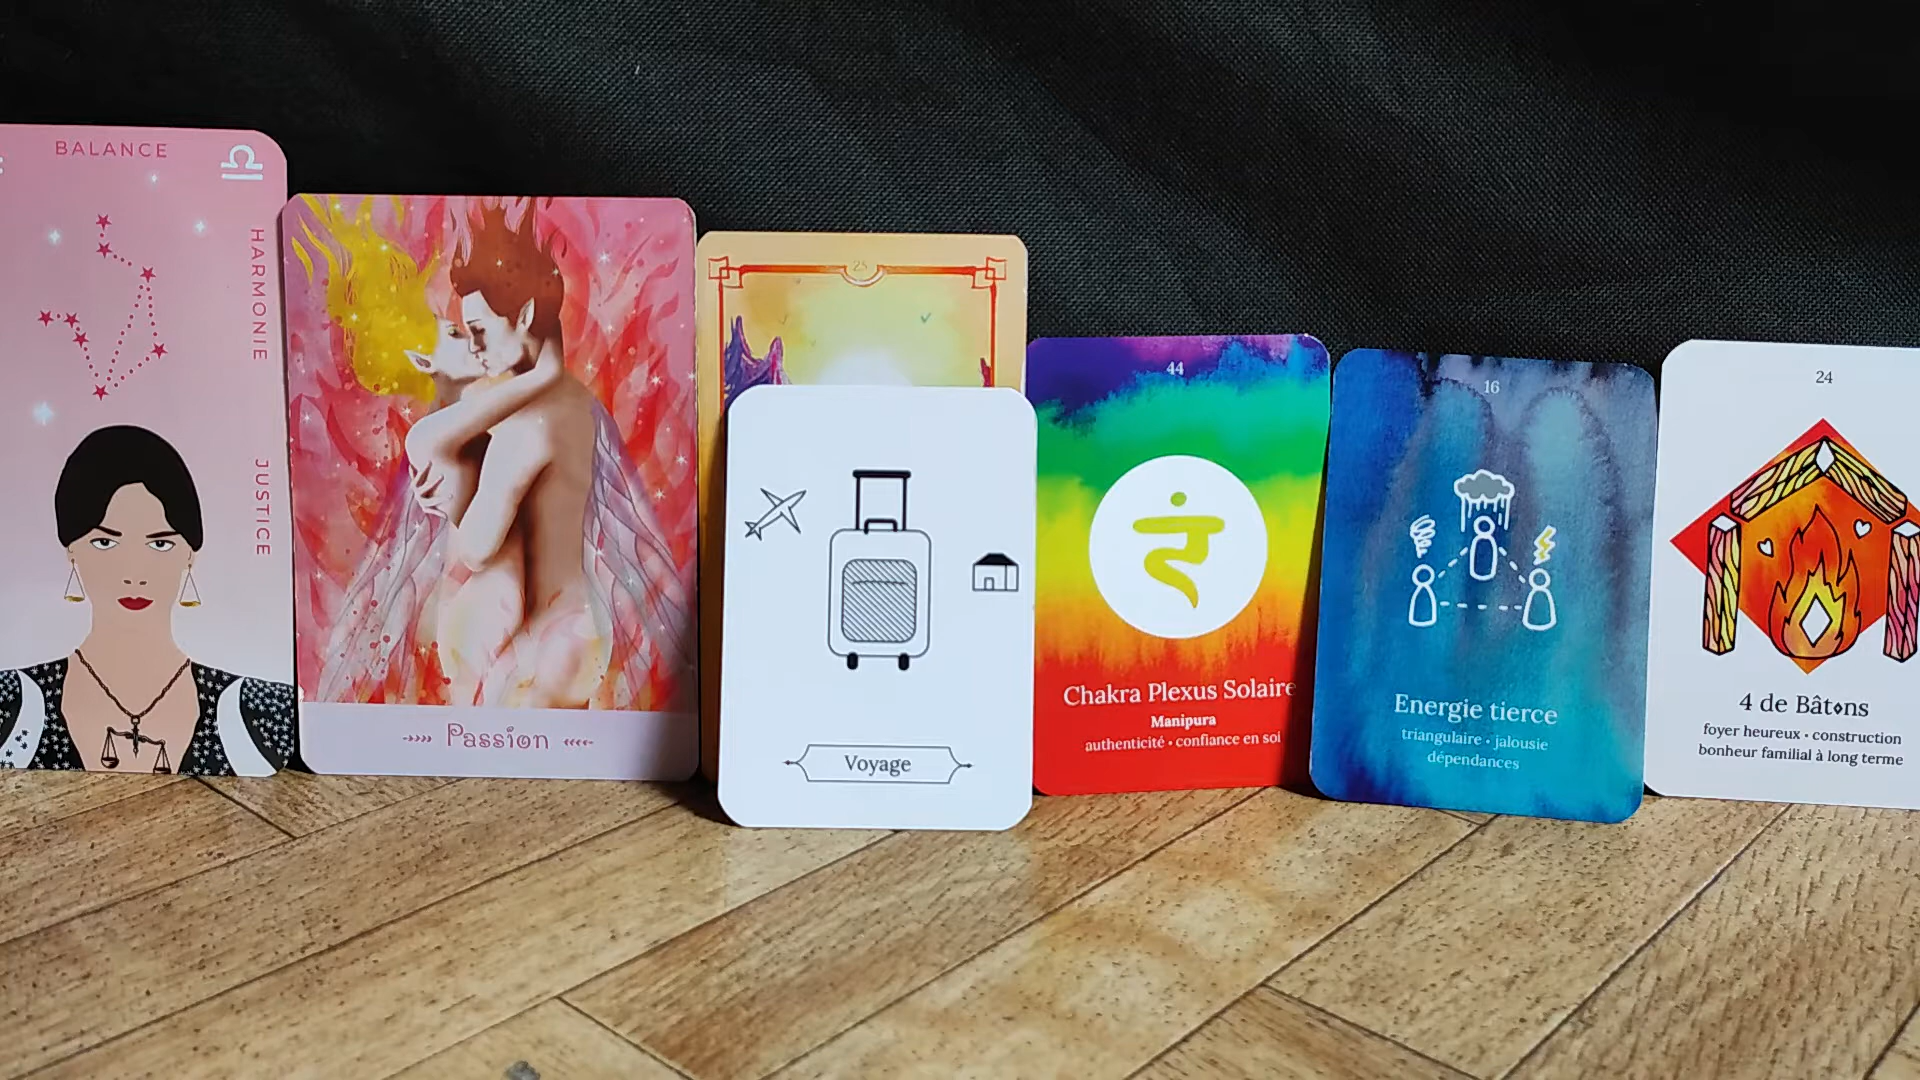 BALANCE
HARMONIE
JUSTICE
Passion
25
Voyage
44
Chakra Plexus Solaire
Manipura
authenticité • confiance en soi
16
Energie tierce
triangulaire • jalousie
dépendances
24
4 de Bâtons
foyer heureux • construction
bonheur familial à long terme